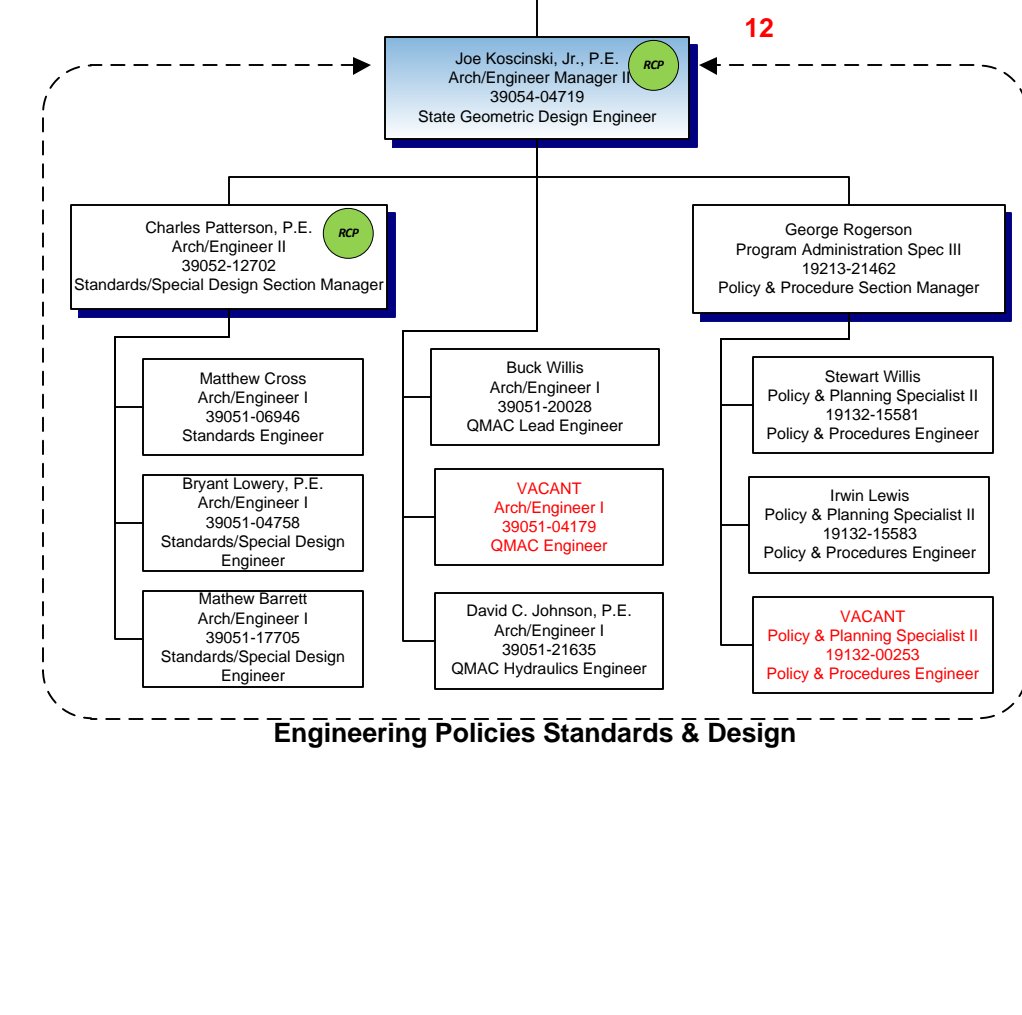 12
Joe Koscinski, Jr., P.E.
Arch/Engineer Manager II
39054-04719
State Geometric Design Engineer
RCP
Charles Patterson, P.E.
Arch/Engineer II
39052-12702
Standards/Special Design Section Manager
RCP
George Rogerson
Program Administration Spec III
19213-21462
Policy & Procedure Section Manager
Matthew Cross
Arch/Engineer I
39051-06946
Standards Engineer
Bryant Lowery, P.E.
Arch/Engineer I
39051-04758
Standards/Special Design
Engineer
Mathew Barrett
Arch/Engineer I
39051-17705
Standards/Special Design
Engineer
Buck Willis
Arch/Engineer I
39051-20028
QMAC Lead Engineer
VACANT
Arch/Engineer I
39051-04179
QMAC Engineer
David C. Johnson, P.E.
Arch/Engineer I
39051-21635
QMAC Hydraulics Engineer
Stewart Willis
Policy & Planning Specialist II
19132-15581
Policy & Procedures Engineer
Irwin Lewis
Policy & Planning Specialist II
19132-15583
Policy & Procedures Engineer
VACANT
Policy & Planning Specialist II
19132-00253
Policy & Procedures Engineer
Engineering Policies Standards & Design